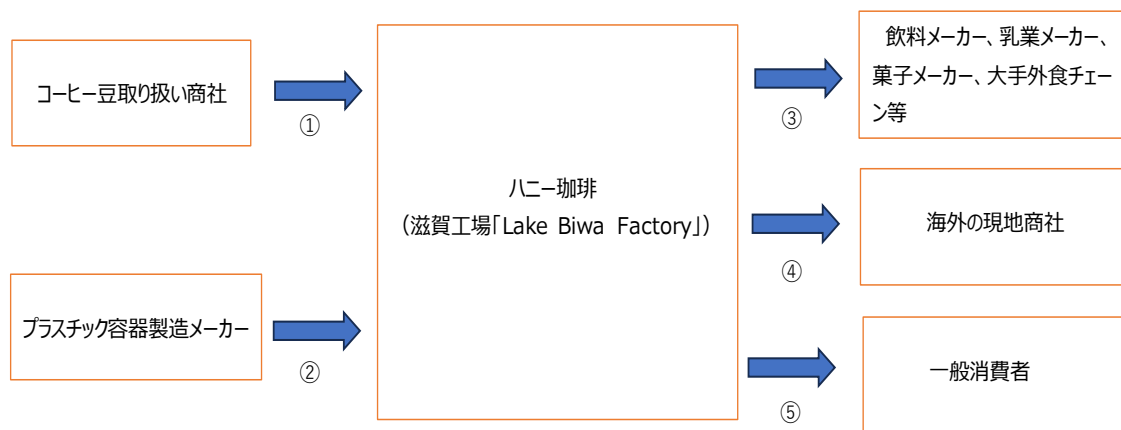 コーヒー豆取り扱い商社
①
プラスチック容器製造メーカー
②
ハニー珈琲
（滋賀工場「Lake Biwa Factory」）
③
飲料メーカー、乳業メーカー、
菓子メーカー、大手外食チェー
ン等
④
海外の現地商社
⑤
一般消費者